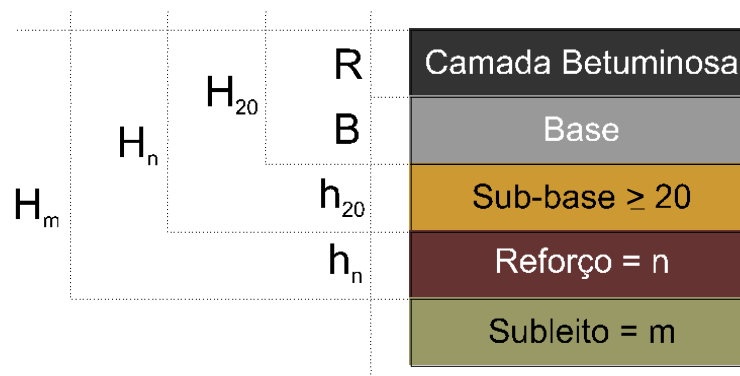 R Camada Betuminosa
H20
B Base
Hn
h20 Sub-base ≥ 20
Hm
hn Reforço = n
Subleito = m